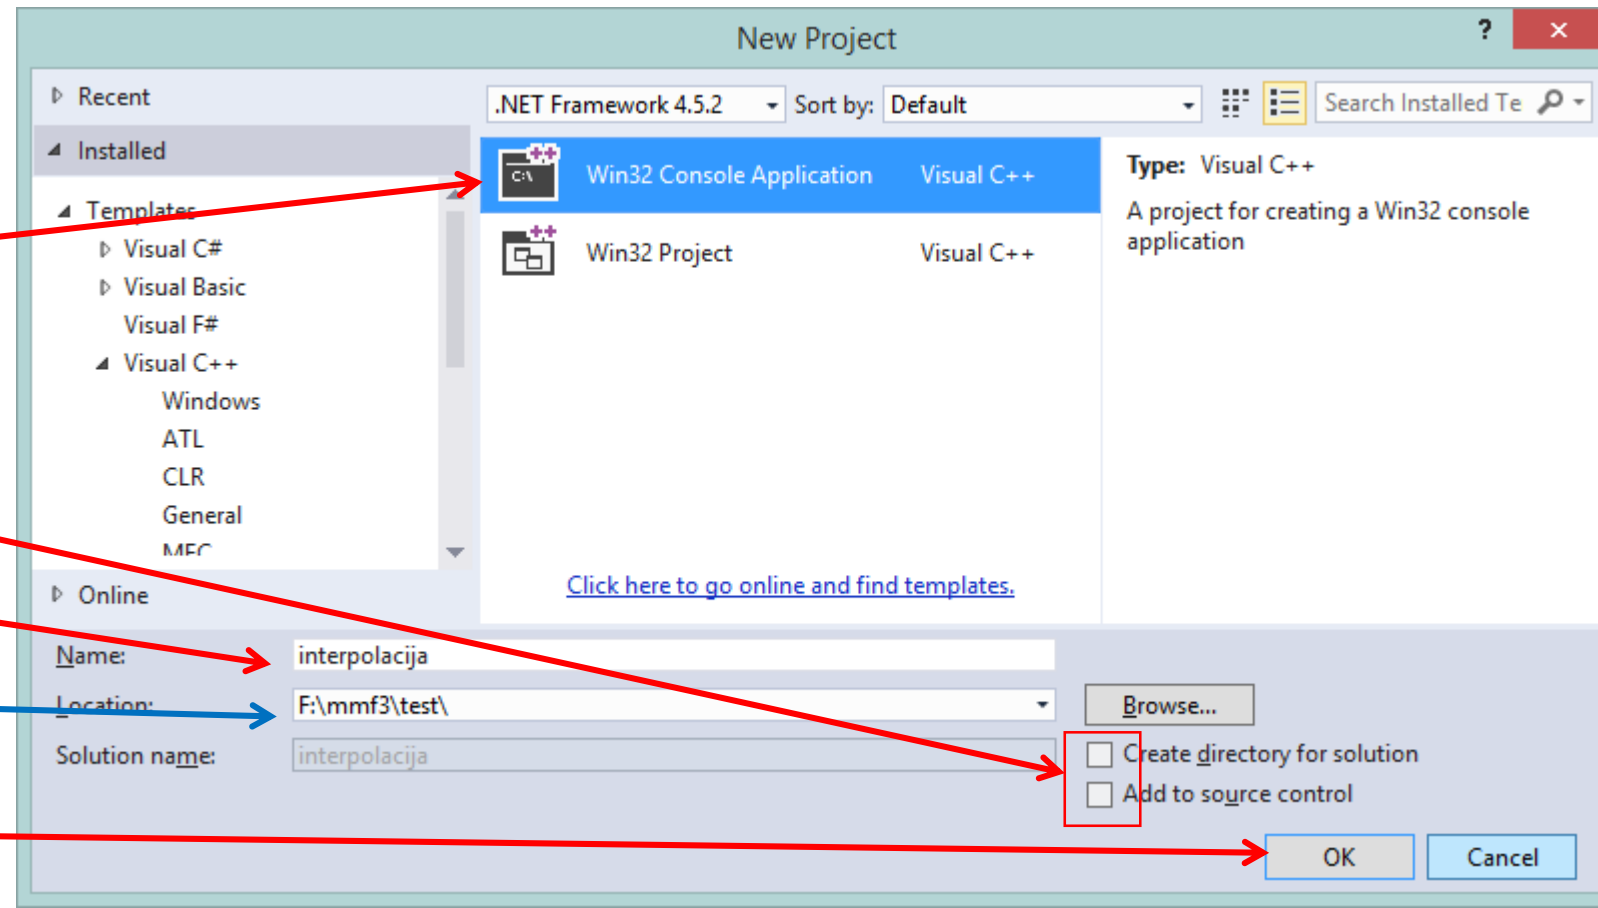 New Project
?
Recent
.NET Framework 4.5.2
Sort by: Default
Search Installed Te
Installed
Templates
Visual C#
Visual Basic
Visual F#
Visual C++
Windows
ATL
CLR
General
MFC
Online
C:\
Win32 Console Application Visual C++
Win32 Project Visual C++
Click here to go online and find templates.
Type: Visual C++
A project for creating a Win32 console
application
Name: interpolacija
Location: F:\mmf3\test\
Browse...
Solution name: interpolacija
Create directory for solution
Add to source control
OK Cancel